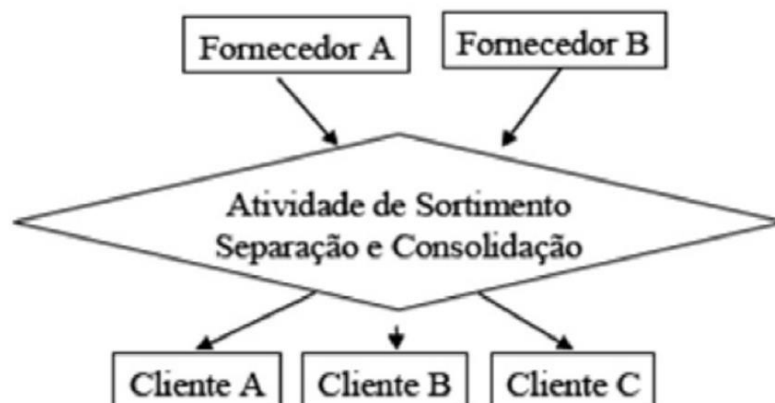 Fornecedor A
Fornecedor B
Atividade de Sortimento
Separação e Consolidação
Cliente A
Cliente B
Cliente C